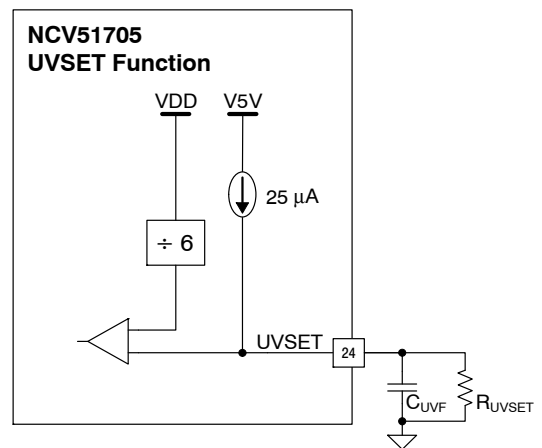 NCV51705
UVSET Function
VDD V5V
25 μA
÷ 6
UVSET 24
CUVF RUVSET